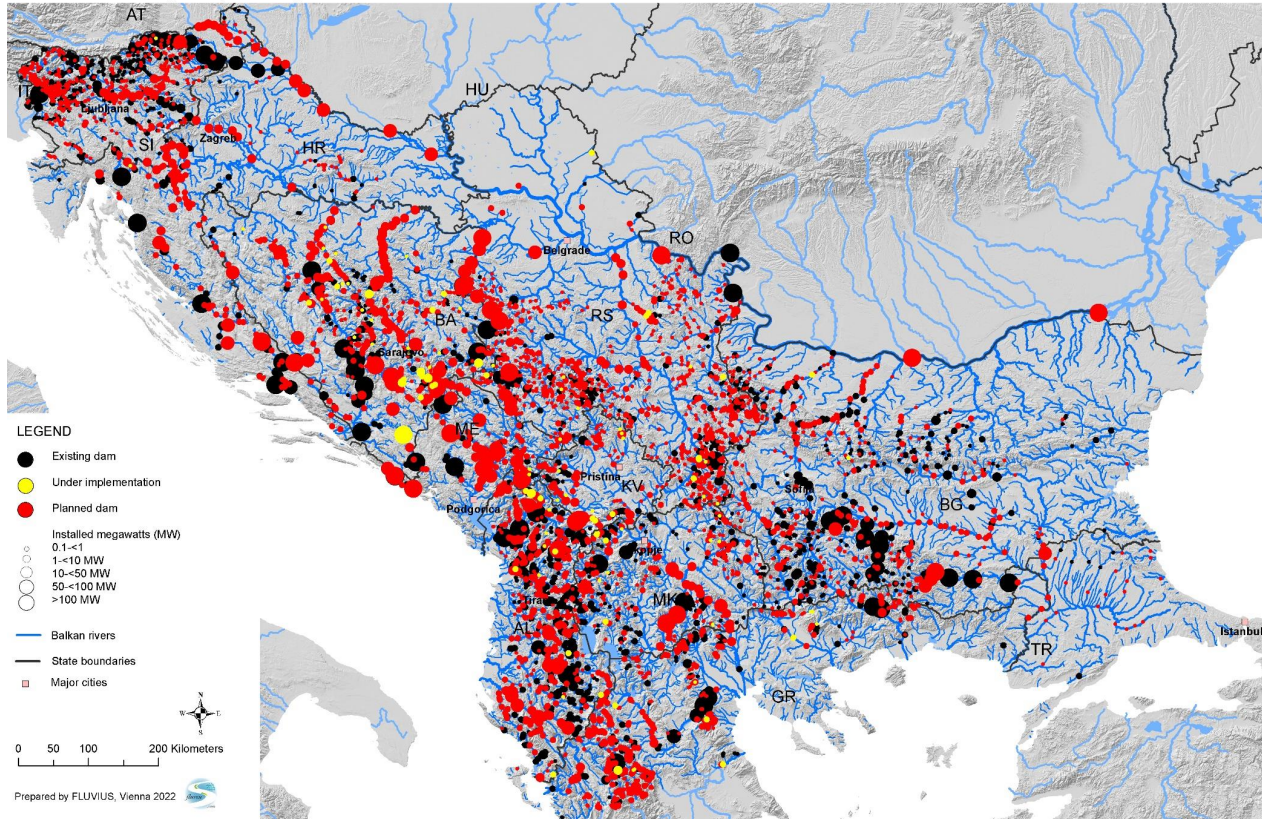 AT
HU
IT
Ljubljana
SI
Zagreb
HR
RO
Belgrade
BA
RS
Sarajevo
ME
Pristina
KV
Sofia
BG
Podgorica
Skopje
Tirana
MK
AL
TR
Istanbul
GR
LEGEND
Existing dam
Under implementation
Planned dam
Installed megawatts (MW)
0.1-<1
1-<10 MW
10-<50 MW
50-<100 MW
>100 MW
Balkan rivers
State boundaries
Major cities
N
W
E
S
0 50 100 200 Kilometers
Prepared by FLUVIUS, Vienna 2022